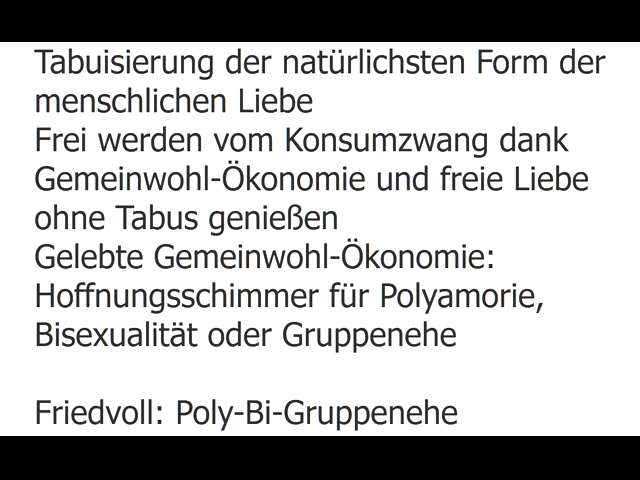 Tabuisierung der natürlichsten Form der
menschlichen Liebe
Frei werden vom Konsumzwang dank
Gemeinwohl-Ökonomie und freie Liebe
ohne Tabus genießen
Gelebte Gemeinwohl-Ökonomie:
Hoffnungsschimmer für Polyamorie,
Bisexualität oder Gruppenehe
Friedvoll: Poly-Bi-Gruppenehe